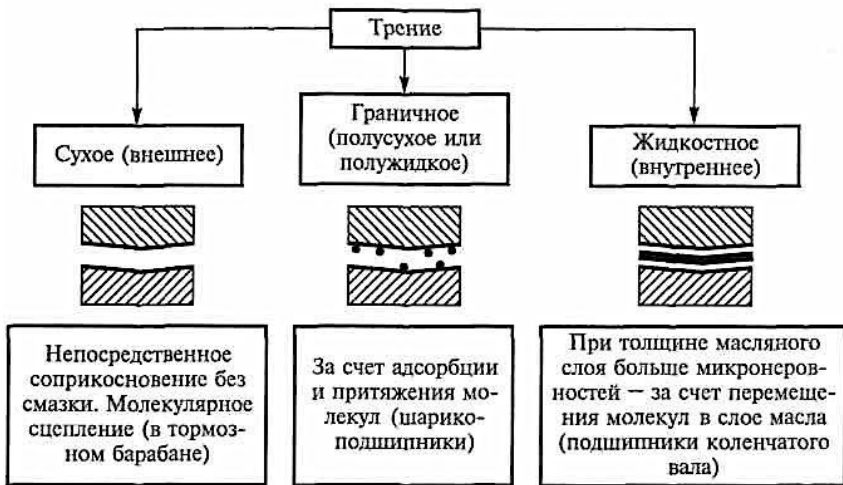 Трение
Сухое (внешнее)
Граничное
(полусухое или
полужидкое)
Жидкостное
(внутреннее)
Непосредственное
соприкосновение без
смазки. Молекулярное
сцепление (в тормоз-
ном барабане)
За счет адсорбции
и притяжения мо-
лекул (шарико-
подшипники)
При толщине масляного
слоя больше микронеров-
ностей — за счет перемеще-
ния молекул в слое масла
(подшипники коленчатого
вала)